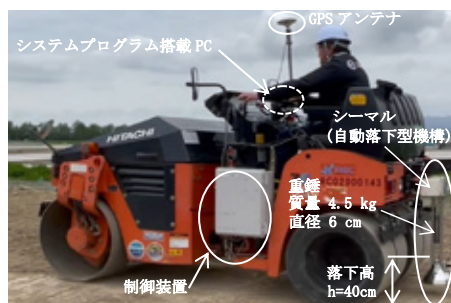 GPS アンテナ
システムプログラム搭載 PC
シーマル
(自動落下型機構)
HITACHI
重錘
質量 4.5 kg
直径 6 cm
制御装置
落下高
h=40cm